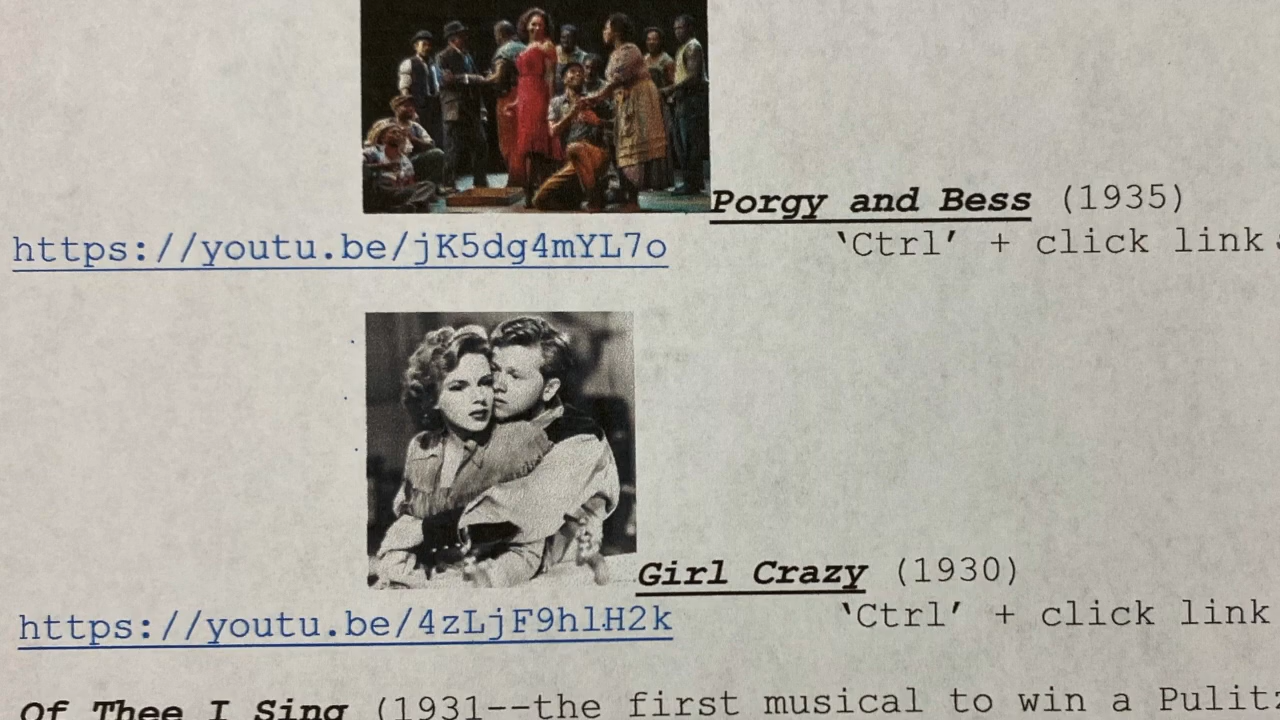 Porgy and Bess (1935)
https://youtu.be/jK5dg4mYL7o 'Ctrl' + click link
Girl Crazy (1930)
https://youtu.be/4zLjF9hlH2k 'Ctrl' + click link
Of Thee I Sing (1931--the first musical to win a